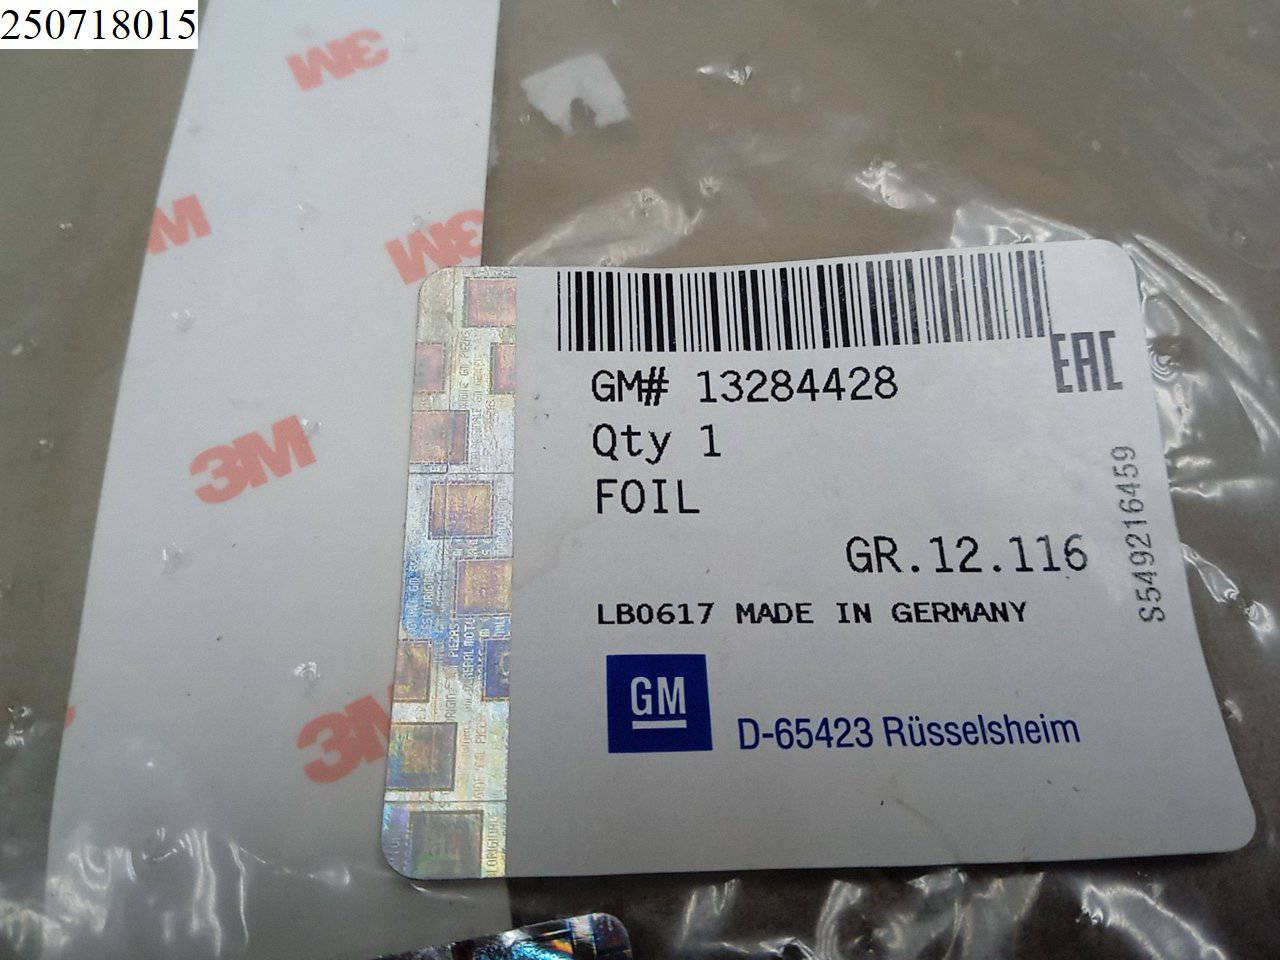 250718015
3M
3M
3M
3M
3M
EAC
GM# 13284428
Qty 1
FOIL
GR.12.116
S549216459
LB0617 MADE IN GERMANY
GM
D-65423 Rüsselsheim